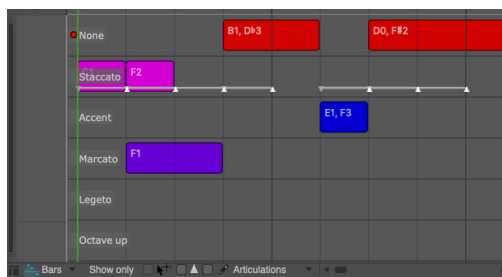 None
B1, D♭3
D0, F#2
Staccato
F2
Accent
E1, F3
Marcato
F1
Legeto
Octave up
Bars
Show only
Articulations